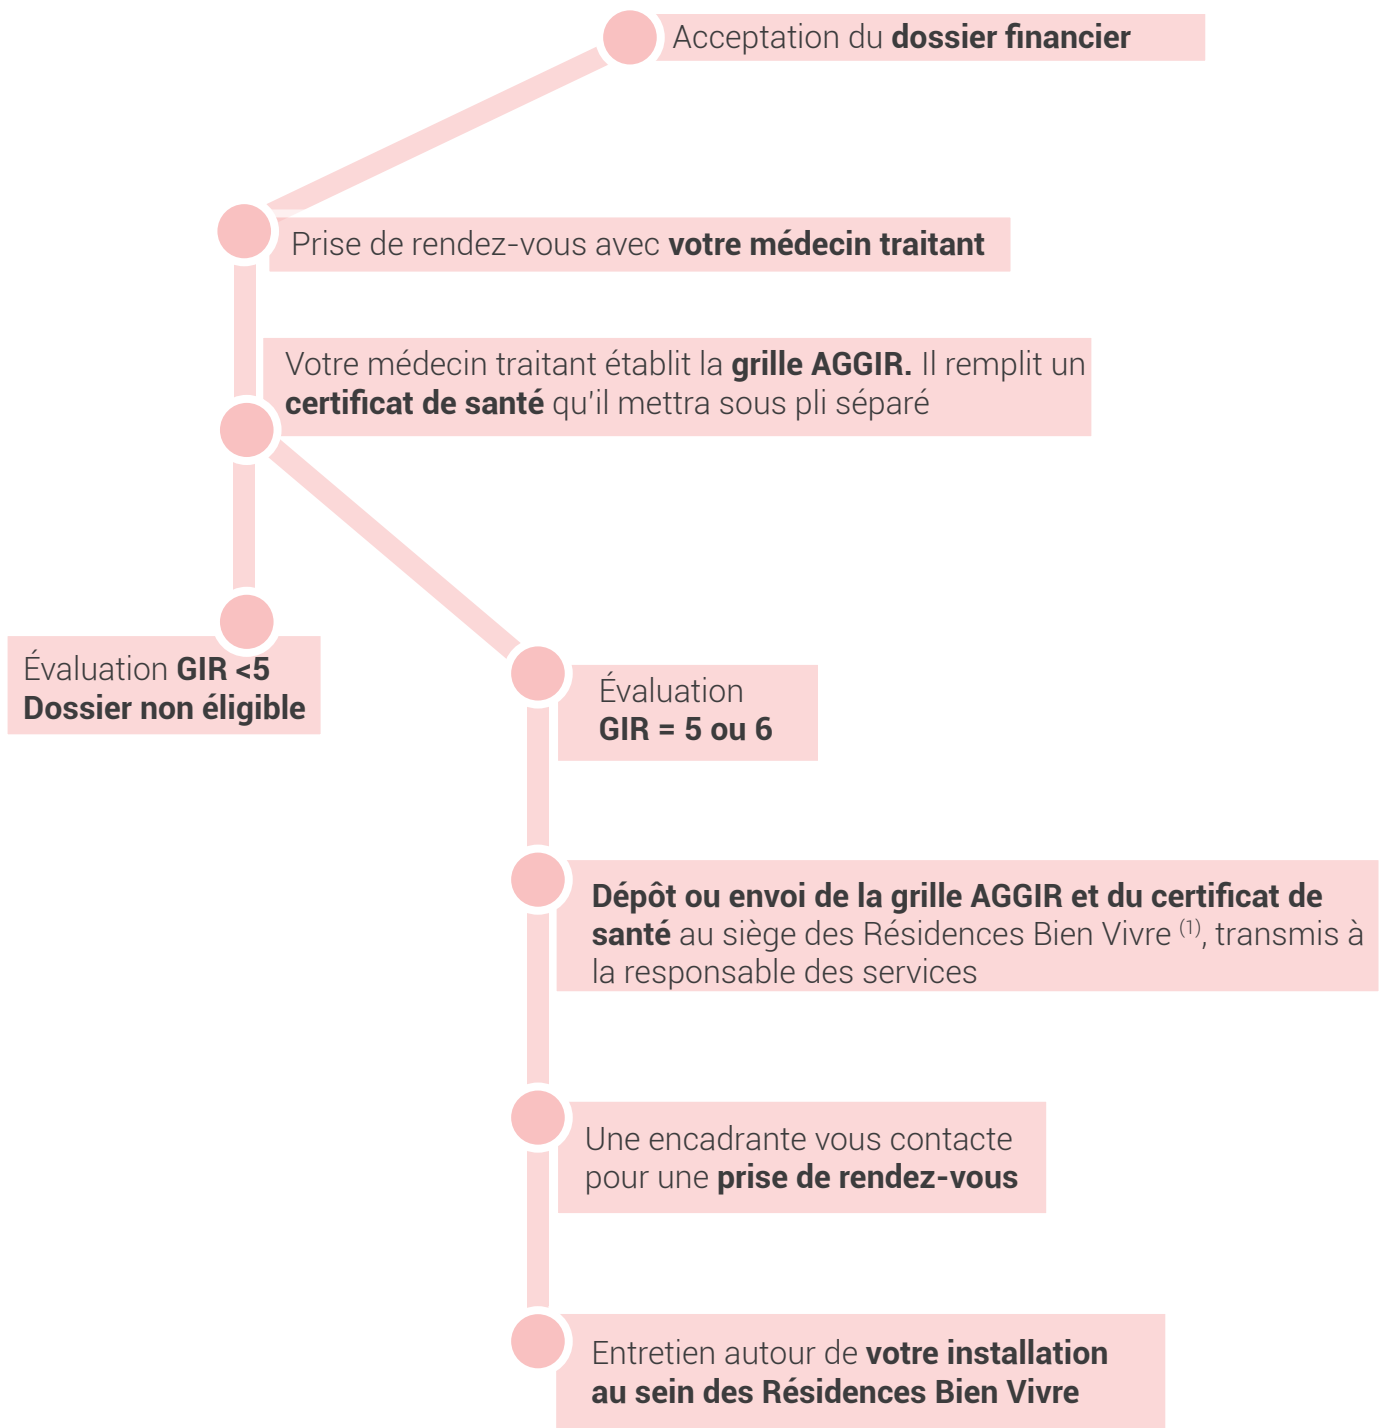 Acceptation du dossier financier
Prise de rendez-vous avec votre médecin traitant
Votre médecin traitant établit la grille AGGIR. Il remplit un
certificat de santé qu'il mettra sous pli séparé
Évaluation GIR <5
Dossier non éligible
Évaluation
GIR = 5 ou 6
Dépôt ou envoi de la grille AGGIR et du certificat de
santé au siège des Résidences Bien Vivre (1), transmis à
la responsable des services
Une encadrante vous contacte
pour une prise de rendez-vous
Entretien autour de votre installation
au sein des Résidences Bien Vivre